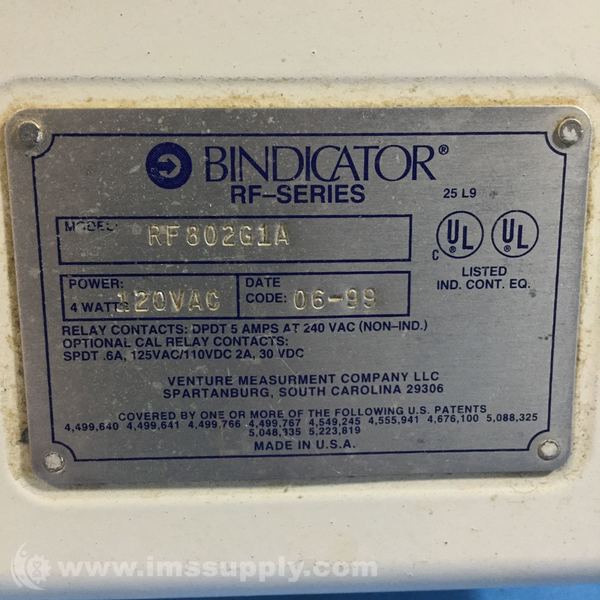 BINDICATOR®
RF-SERIES
25 L9
MODEL: RF802G1A
C UL UL
LISTED
IND. CONT. EQ.
POWER: 120VAC
4 WATTS
DATE
CODE: 06-99
RELAY CONTACTS: DPDT 5 AMPS AT 240 VAC (NON-IND.)
OPTIONAL CAL RELAY CONTACTS:
SPDT .6A, 125VAC/110VDC 2A, 30 VDC
VENTURE MEASURMENT COMPANY LLC
SPARTANBURG, SOUTH CAROLINA 29306
COVERED BY ONE OR MORE OF THE FOLLOWING U.S. PATENTS
4,499,640 4,499,641 4,499,766 4,499,767 4,549,245 4,555,941 4,676,100 5,088,325
5,048,335 5,223,819
MADE IN U.S.A.
www.imssupply.com/